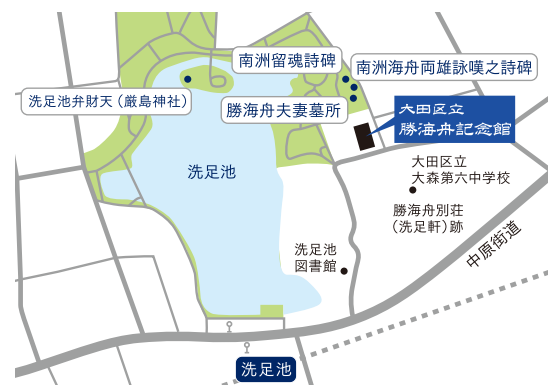 南洲留魂詩碑
南洲海舟両雄詠嘆之詩碑
洗足池弁財天（厳島神社）
勝海舟夫妻墓所
大田区立
勝海舟記念館
洗足池
大田区立
大森第六中学校
勝海舟別荘
（洗足軒）跡
中原街道
洗足池
図書館
洗足池